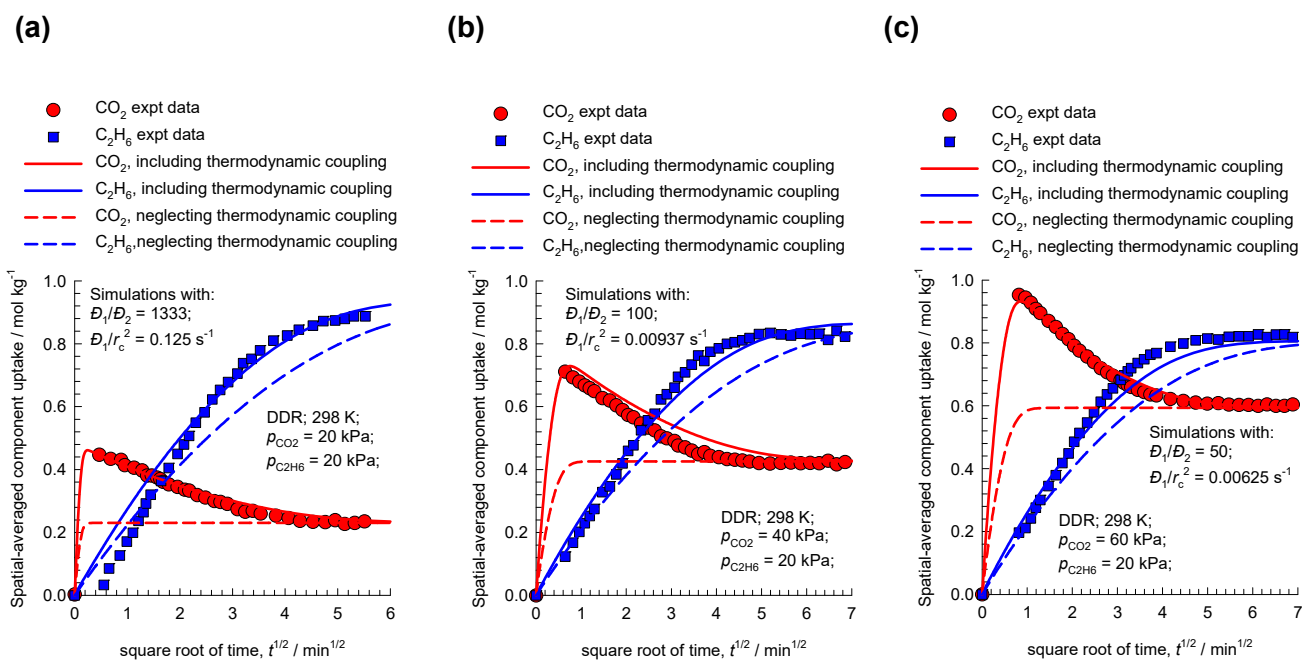 (a)
CO2 expt data
C2H6 expt data
CO2, including thermodynamic coupling
C2H6, including thermodynamic coupling
CO2, neglecting thermodynamic coupling
C2H6,neglecting thermodynamic coupling
Spatial-averaged component uptake / mol kg-1
1.0
0.8
0.6
0.4
0.2
0.0
Simulations with:
Đ1/Đ2 = 1333;
Đ1/rc2 = 0.125 s-1
DDR; 298 K;
pCO2 = 20 kPa;
pC2H6 = 20 kPa;
0 1 2 3 4 5 6
square root of time, t1/2 / min1/2
(b)
CO2 expt data
C2H6 expt data
CO2, including thermodynamic coupling
C2H6, including thermodynamic coupling
CO2, neglecting thermodynamic coupling
C2H6,neglecting thermodynamic coupling
Spatial-averaged component uptake / mol kg-1
1.0
0.8
0.6
0.4
0.2
0.0
Simulations with:
Đ1/Đ2 = 100;
Đ1/rc2 = 0.00937 s-1
DDR; 298 K;
pCO2 = 40 kPa;
pC2H6 = 20 kPa;
0 1 2 3 4 5 6 7
square root of time, t1/2 / min1/2
(c)
CO2 expt data
C2H6 expt data
CO2, including thermodynamic coupling
C2H6, including thermodynamic coupling
CO2, neglecting thermodynamic coupling
C2H6, neglecting thermodynamic coupling
Spatial-averaged component uptake / mol kg-1
1.0
0.8
0.6
0.4
0.2
0.0
Simulations with:
Đ1/Đ2 = 50;
Đ1/rc2 = 0.00625 s-1
DDR; 298 K;
pCO2 = 60 kPa;
pC2H6 = 20 kPa;
0 1 2 3 4 5 6 7
square root of time, t1/2 / min1/2